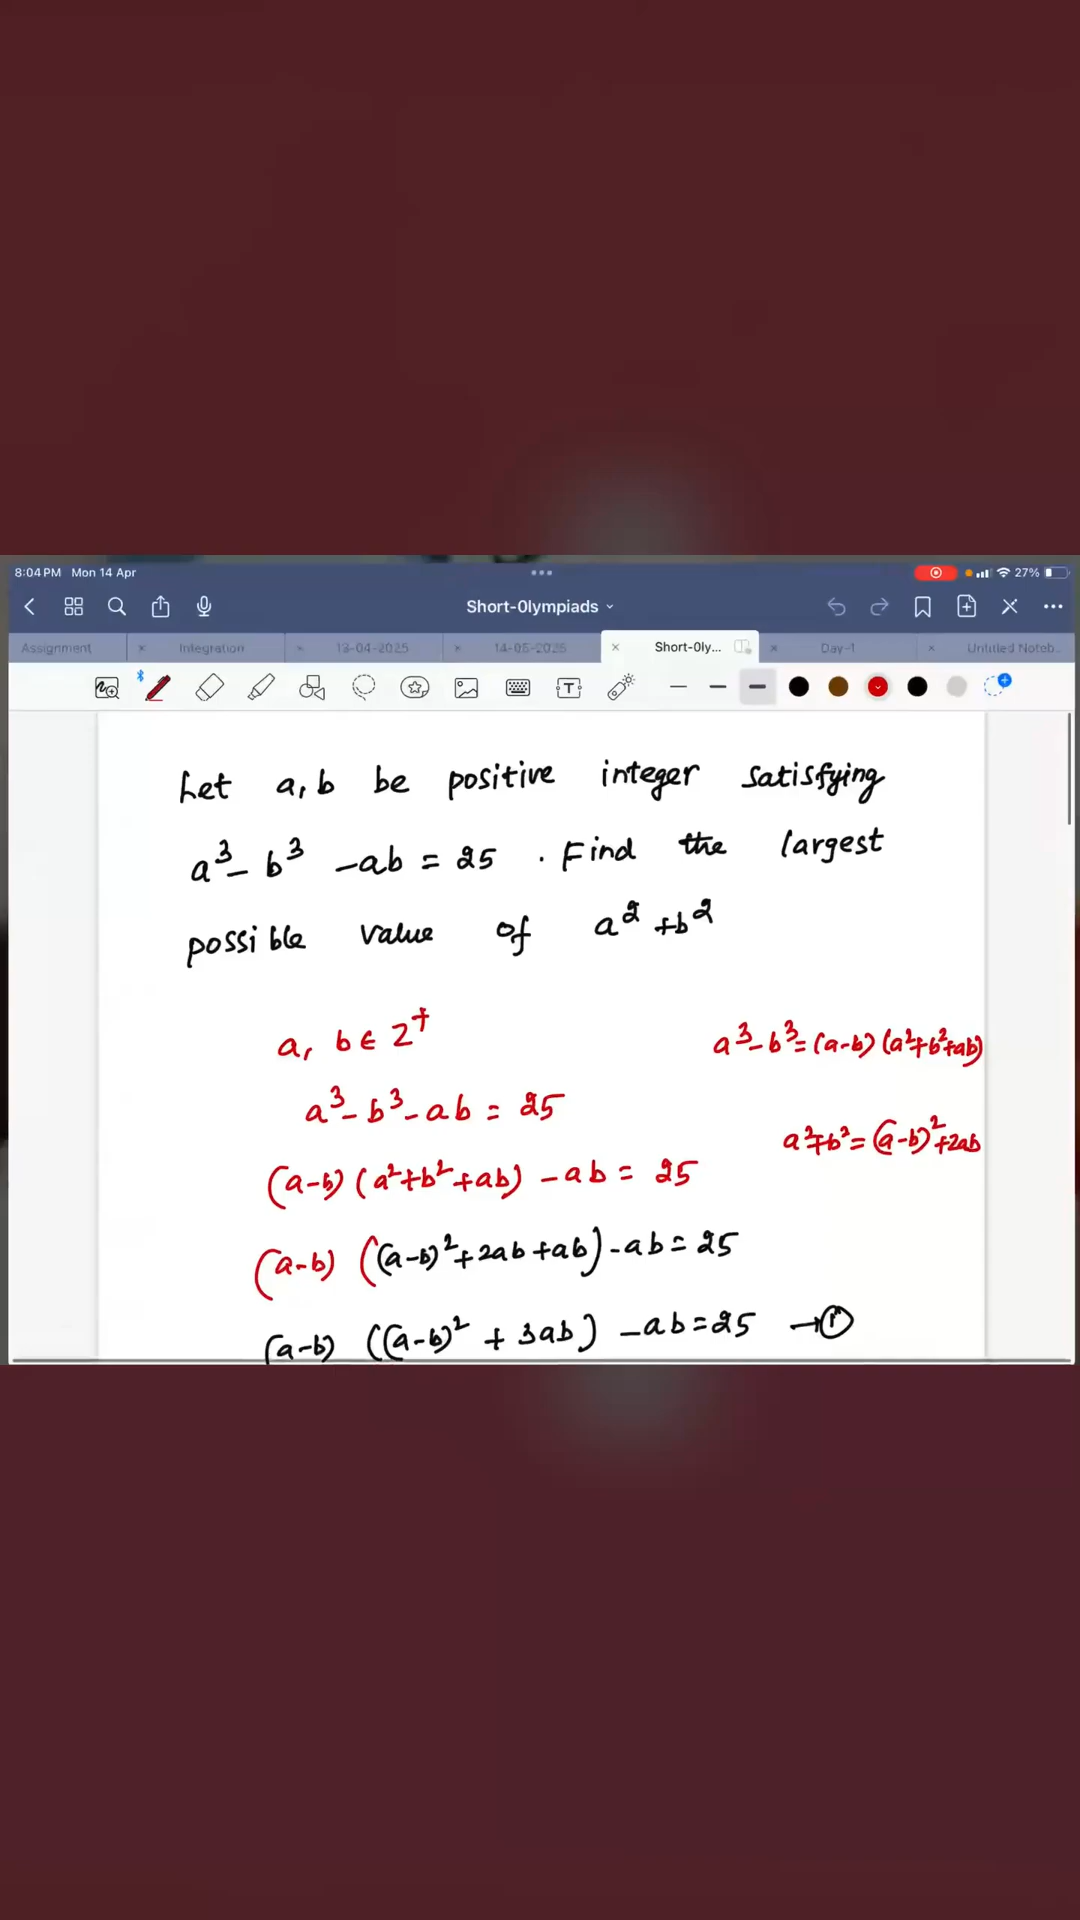 8:04 PM Mon 14 Apr
27%
Short-Olympiads
Assignment
Integration
13-04-2025
14-05-2025
Short-Oly...
Day-1
Untitled Noteb...
Let a, b be positive integer satisfying
a³ - b³ - ab = 25 . Find the largest
possible value of a² + b²
a, b ∈ Z⁺
a³ - b³ = (a-b) (a² + b² + ab)
a³ - b³ - ab = 25
a² + b² = (a-b)² + 2ab
(a-b) (a² + b² + ab) - ab = 25
(a-b) ((a-b)² + 2ab + ab) - ab = 25
(a-b) ((a-b)² + 3ab) - ab = 25 → ①